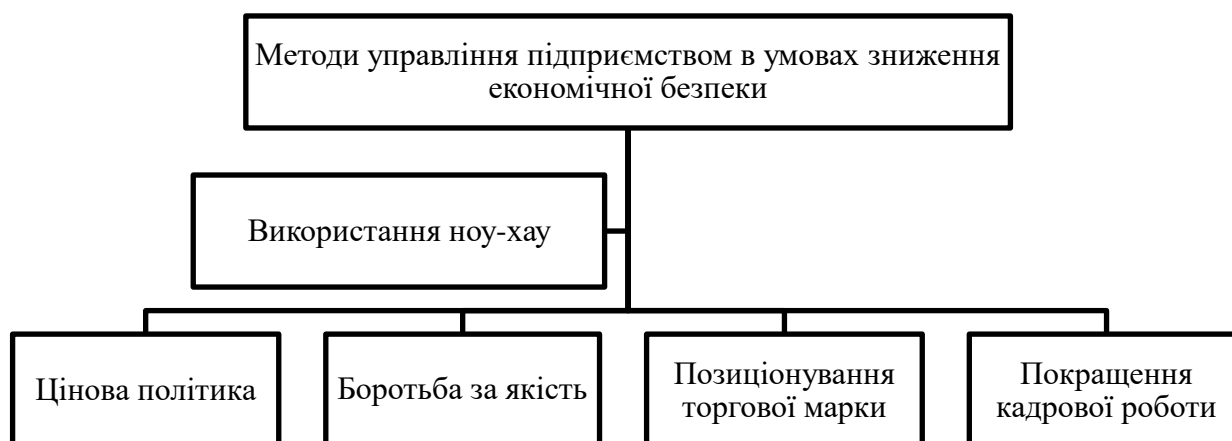 Методи управління підприємством в умовах зниження
економічної безпеки
Використання ноу-хау
Цінова політика
Боротьба за якість
Позиціонування
торгової марки
Покращення
кадрової роботи